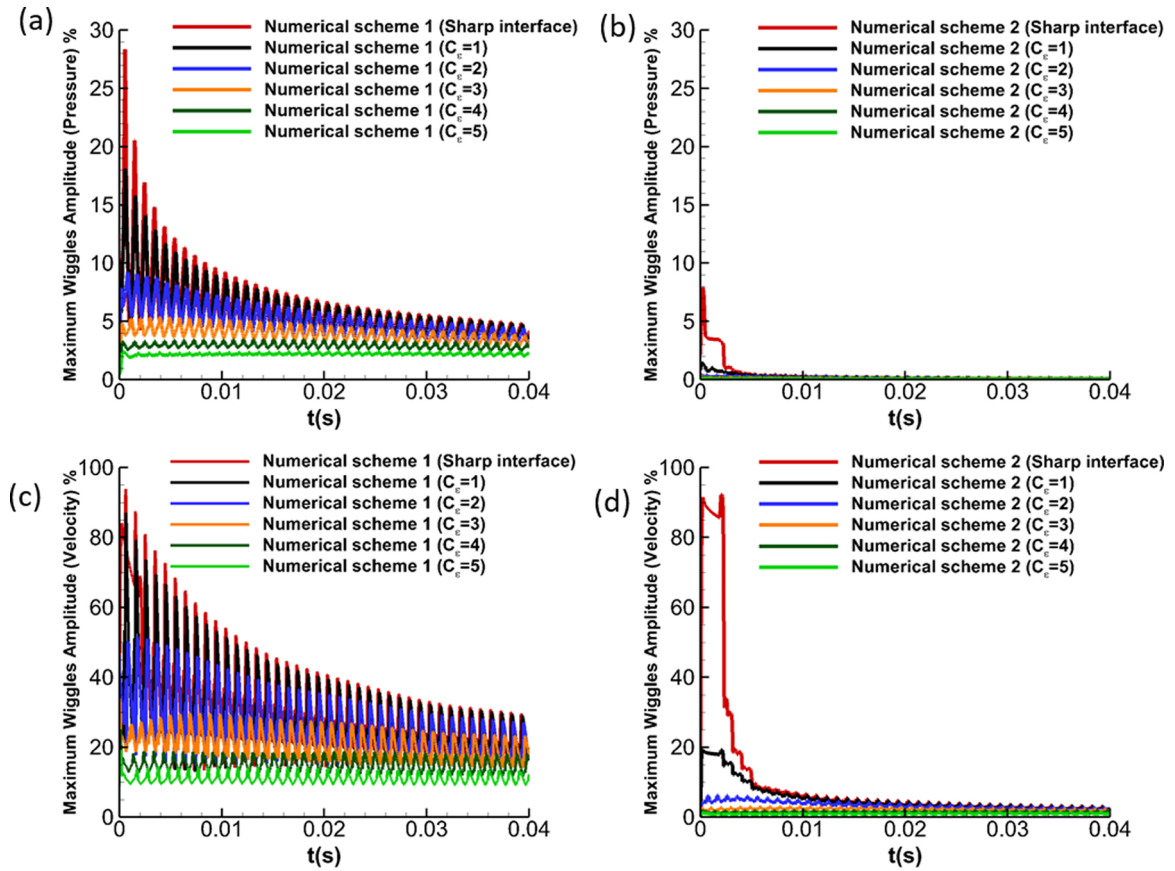 (a)
Maximum Wiggles Amplitude (Pressure) %
30
25
20
15
10
5
0
0
0.01
0.02
0.03
0.04
t(s)
Numerical scheme 1 (Sharp interface)
Numerical scheme 1 (Cε=1)
Numerical scheme 1 (Cε=2)
Numerical scheme 1 (Cε=3)
Numerical scheme 1 (Cε=4)
Numerical scheme 1 (Cε=5)
(b)
Maximum Wiggles Amplitude (Pressure) %
30
25
20
15
10
5
0
0
0.01
0.02
0.03
0.04
t(s)
Numerical scheme 2 (Sharp interface)
Numerical scheme 2 (Cε=1)
Numerical scheme 2 (Cε=2)
Numerical scheme 2 (Cε=3)
Numerical scheme 2 (Cε=4)
Numerical scheme 2 (Cε=5)
(c)
Maximum Wiggles Amplitude (Velocity) %
100
80
60
40
20
0
0
0.01
0.02
0.03
0.04
t(s)
Numerical scheme 1 (Sharp interface)
Numerical scheme 1 (Cε=1)
Numerical scheme 1 (Cε=2)
Numerical scheme 1 (Cε=3)
Numerical scheme 1 (Cε=4)
Numerical scheme 1 (Cε=5)
(d)
Maximum Wiggles Amplitude (Velocity) %
100
80
60
40
20
0
0
0.01
0.02
0.03
0.04
t(s)
Numerical scheme 2 (Sharp interface)
Numerical scheme 2 (Cε=1)
Numerical scheme 2 (Cε=2)
Numerical scheme 2 (Cε=3)
Numerical scheme 2 (Cε=4)
Numerical scheme 2 (Cε=5)